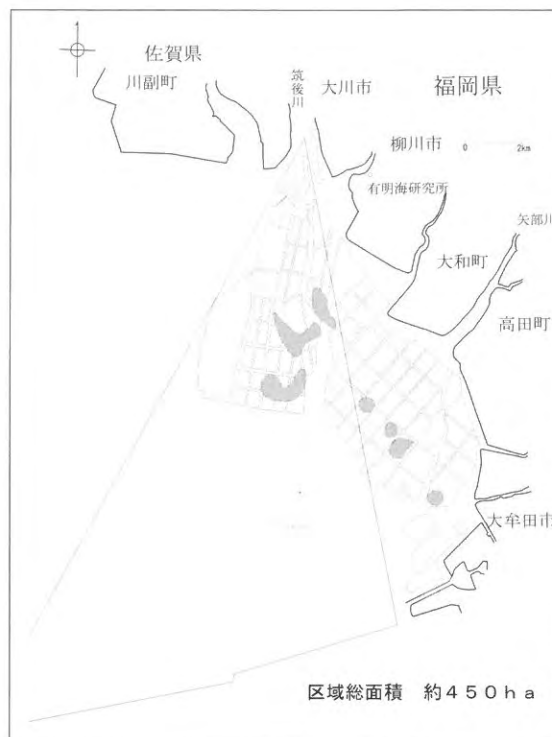 佐賀県
川副町
筑後川
大川市
福岡県
柳川市
0 2km
有明海研究所
矢部川
大和町
高田町
大牟田市
区域総面積 約450ha